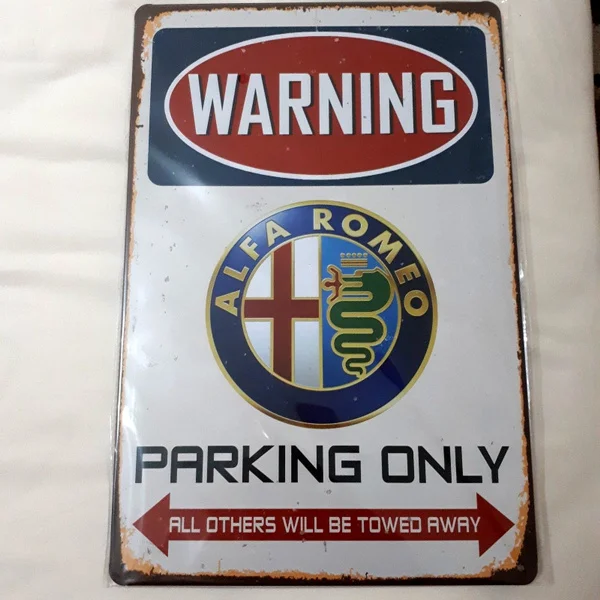 WARNING
ALFA ROMEO
PARKING ONLY
ALL OTHERS WILL BE TOWED AWAY